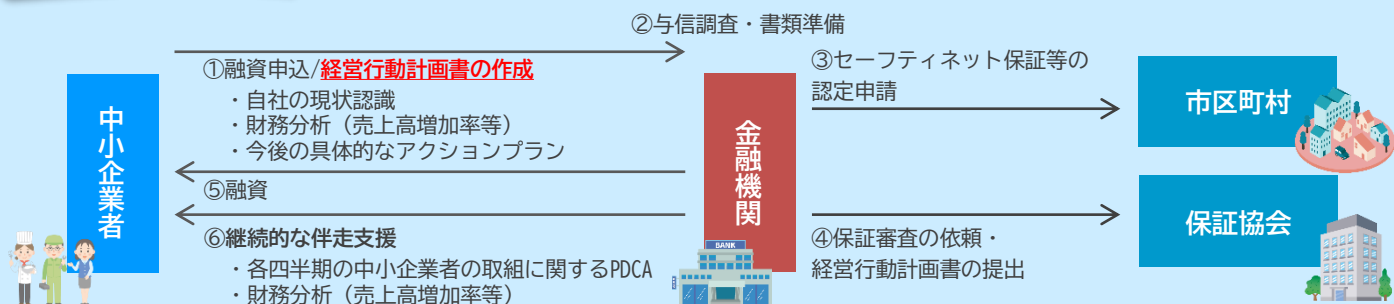 ②与信調査・書類準備
①融資申込/経営行動計画書の作成
・自社の現状認識
・財務分析（売上高増加率等）
・今後の具体的なアクションプラン
⑤融資
⑥継続的な伴走支援
・各四半期の中小企業者の取組に関するPDCA
・財務分析（売上高増加率等）
中小企業者
金融機関
BANK
③セーフティネット保証等の
認定申請
④保証審査の依頼・
経営行動計画書の提出
市区町村
保証協会